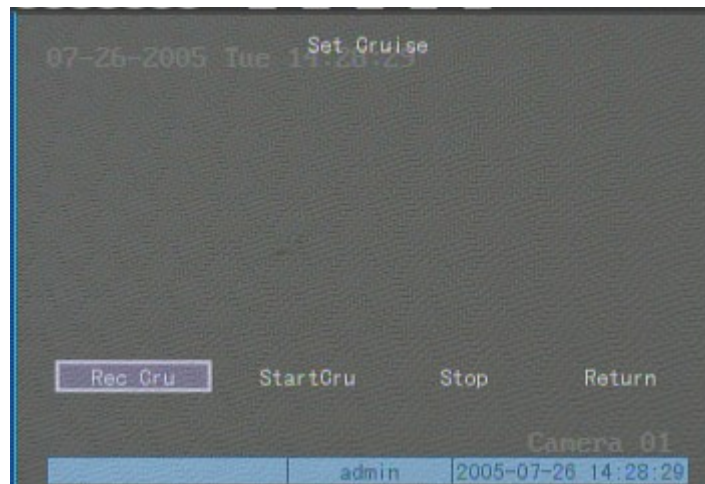 Set Cruise
07-26-2005 Tue 14:28:29
Rec Cru StartCru Stop Return
Camera 01
admin 2005-07-26 14:28:29